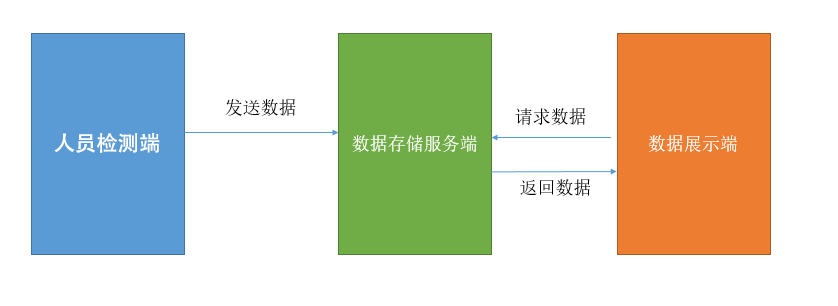 人员检测端
发送数据
数据存储服务端
请求数据
返回数据
数据展示端